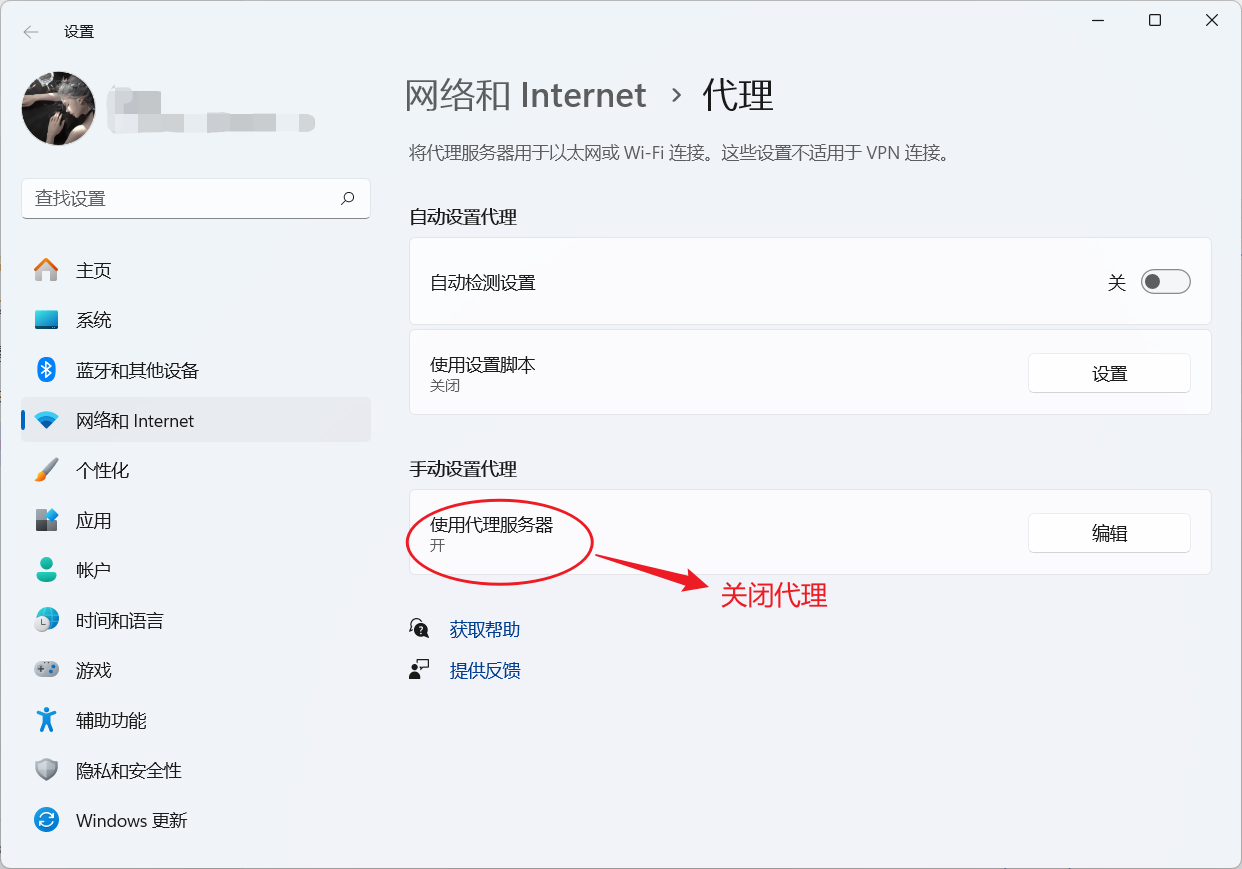 设置
网络和 Internet › 代理
将代理服务器用于以太网或 Wi-Fi 连接。这些设置不适用于 VPN 连接。
查找设置
主页
系统
蓝牙和其他设备
网络和 Internet
个性化
应用
帐户
时间和语言
游戏
辅助功能
隐私和安全性
Windows 更新
自动设置代理
自动检测设置
关
使用设置脚本
关闭
设置
手动设置代理
使用代理服务器
开
编辑
关闭代理
获取帮助
提供反馈